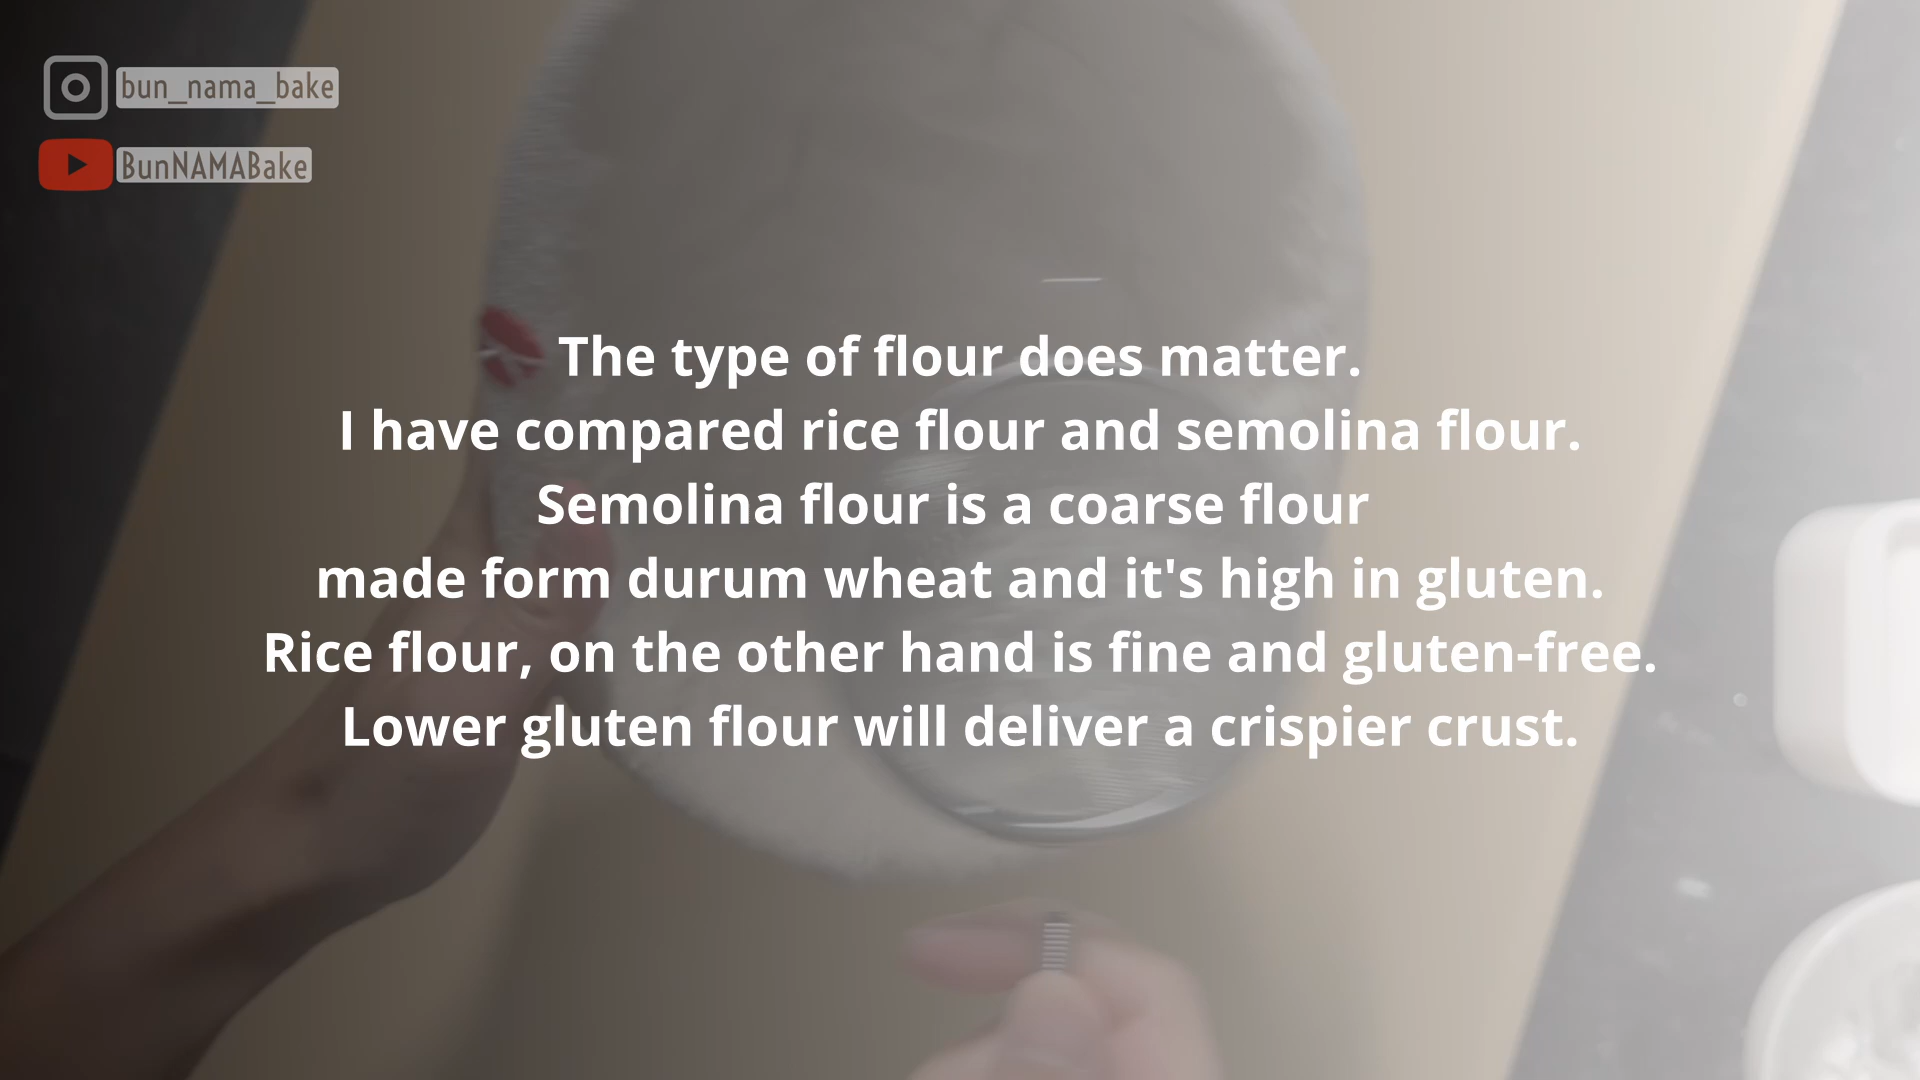 bun_nama_bake
BunNAMABake
The type of flour does matter.
I have compared rice flour and semolina flour.
Semolina flour is a coarse flour
made form durum wheat and it's high in gluten.
Rice flour, on the other hand is fine and gluten-free.
Lower gluten flour will deliver a crispier crust.